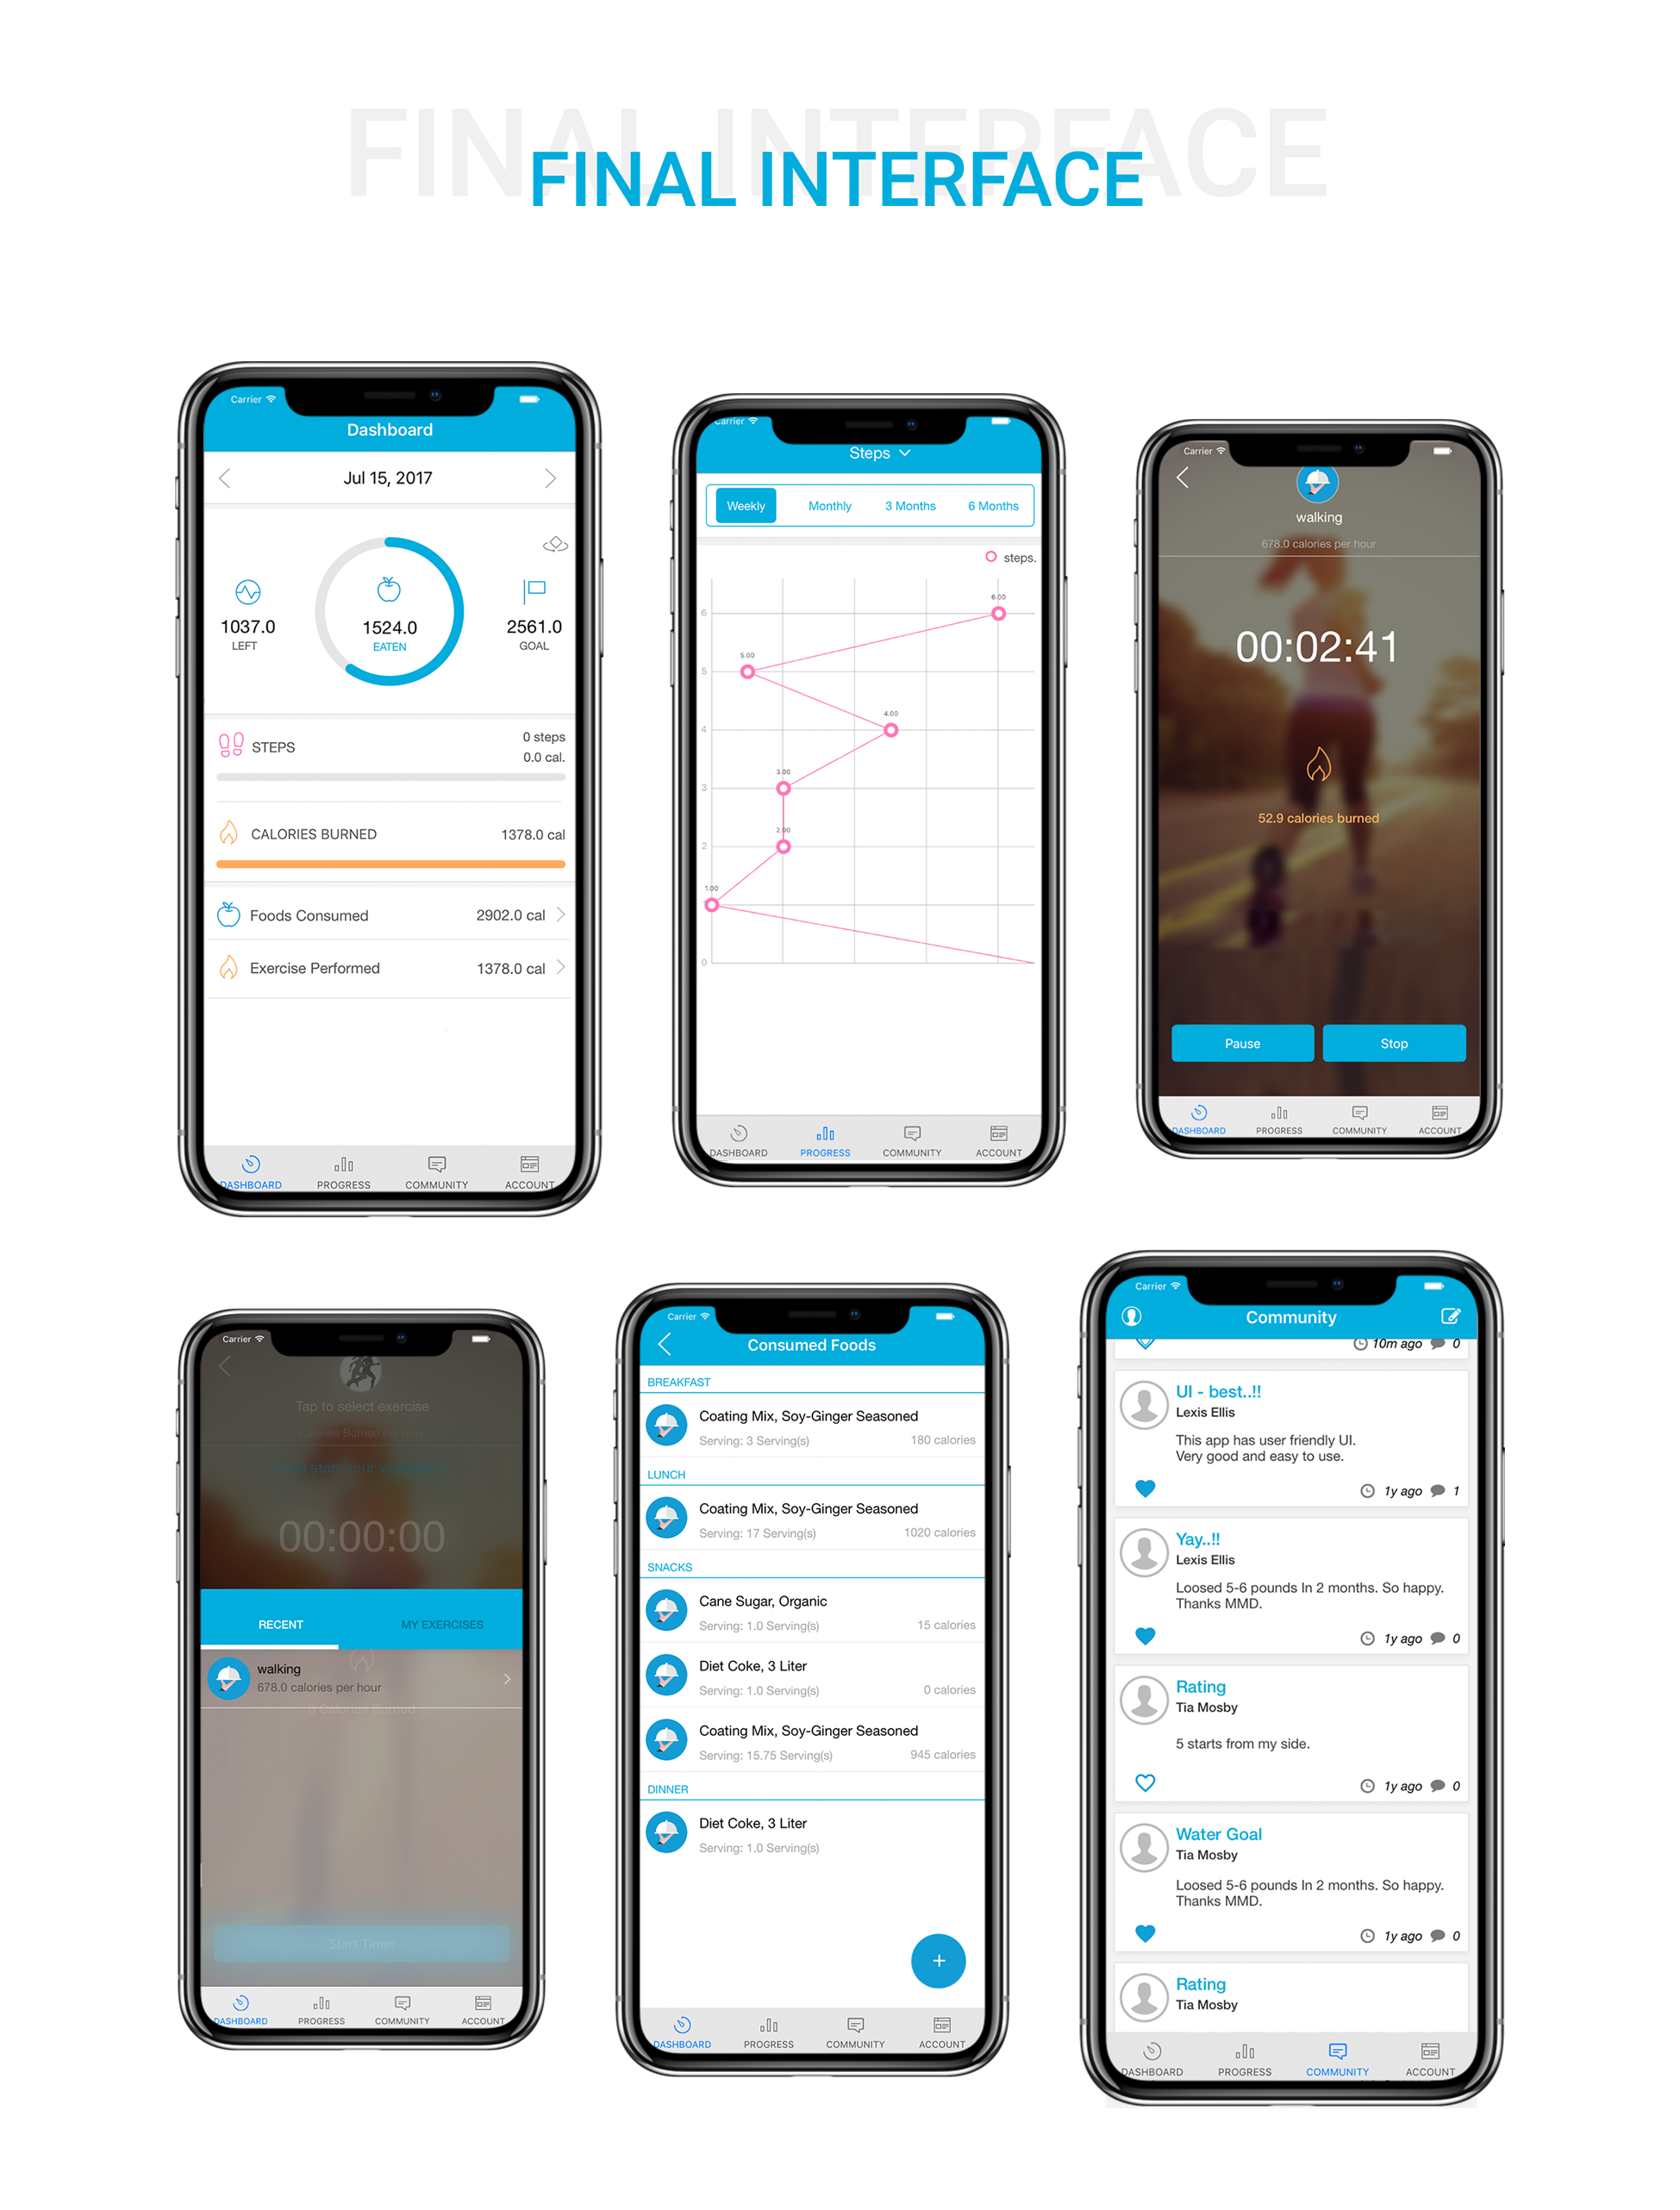 FINAL INTERFACE
FINAL INTERFACE
Carrier
Dashboard
Jul 15, 2017
1037.0
LEFT
1524.0
EATEN
2561.0
GOAL
STEPS
0 steps
0.0 cal.
CALORIES BURNED
1378.0 cal
Foods Consumed
2902.0 cal
Exercise Performed
1378.0 cal
DASHBOARD
PROGRESS
COMMUNITY
ACCOUNT
Carrier
Steps
Weekly
Monthly
3 Months
6 Months
steps.
6
5
4
3
2
1
0
6.00
5.00
4.00
3.00
2.00
1.00
DASHBOARD
PROGRESS
COMMUNITY
ACCOUNT
Carrier
walking
678.0 calories per hour
00:02:41
52.9 calories burned
Pause
Stop
DASHBOARD
PROGRESS
COMMUNITY
ACCOUNT
Carrier
Tap to select exercise
Calories Burned per hour
start your
00:00:00
RECENT
MY EXERCISES
walking
678.0 calories per hour
0 Calories Burned
Start Timer
DASHBOARD
PROGRESS
COMMUNITY
ACCOUNT
Carrier
Consumed Foods
BREAKFAST
Coating Mix, Soy-Ginger Seasoned
Serving: 3 Serving(s)
180 calories
LUNCH
Coating Mix, Soy-Ginger Seasoned
Serving: 17 Serving(s)
1020 calories
SNACKS
Cane Sugar, Organic
Serving: 1.0 Serving(s)
15 calories
Diet Coke, 3 Liter
Serving: 1.0 Serving(s)
0 calories
Coating Mix, Soy-Ginger Seasoned
Serving: 15.75 Serving(s)
945 calories
DINNER
Diet Coke, 3 Liter
Serving: 1.0 Serving(s)
+
DASHBOARD
PROGRESS
COMMUNITY
ACCOUNT
Carrier
Community
10m ago 0
UI - best..!!
Lexis Ellis
This app has user friendly UI.
Very good and easy to use.
1y ago 1
Yay..!!
Lexis Ellis
Loosed 5-6 pounds In 2 months. So happy.
Thanks MMD.
1y ago 0
Rating
Tia Mosby
5 starts from my side.
1y ago 0
Water Goal
Tia Mosby
Loosed 5-6 pounds In 2 months. So happy.
Thanks MMD.
1y ago 0
Rating
Tia Mosby
DASHBOARD
PROGRESS
COMMUNITY
ACCOUNT